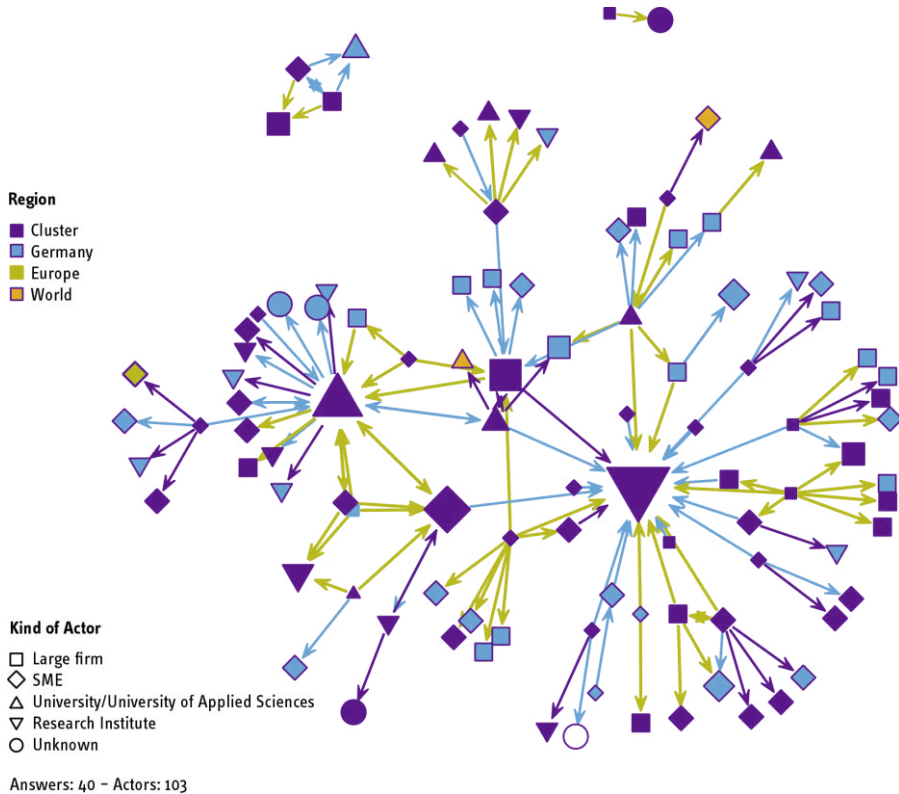 Region
Cluster
Germany
Europe
World
Kind of Actor
Large firm
SME
University/University of Applied Sciences
Research Institute
Unknown
Answers: 40 – Actors: 103